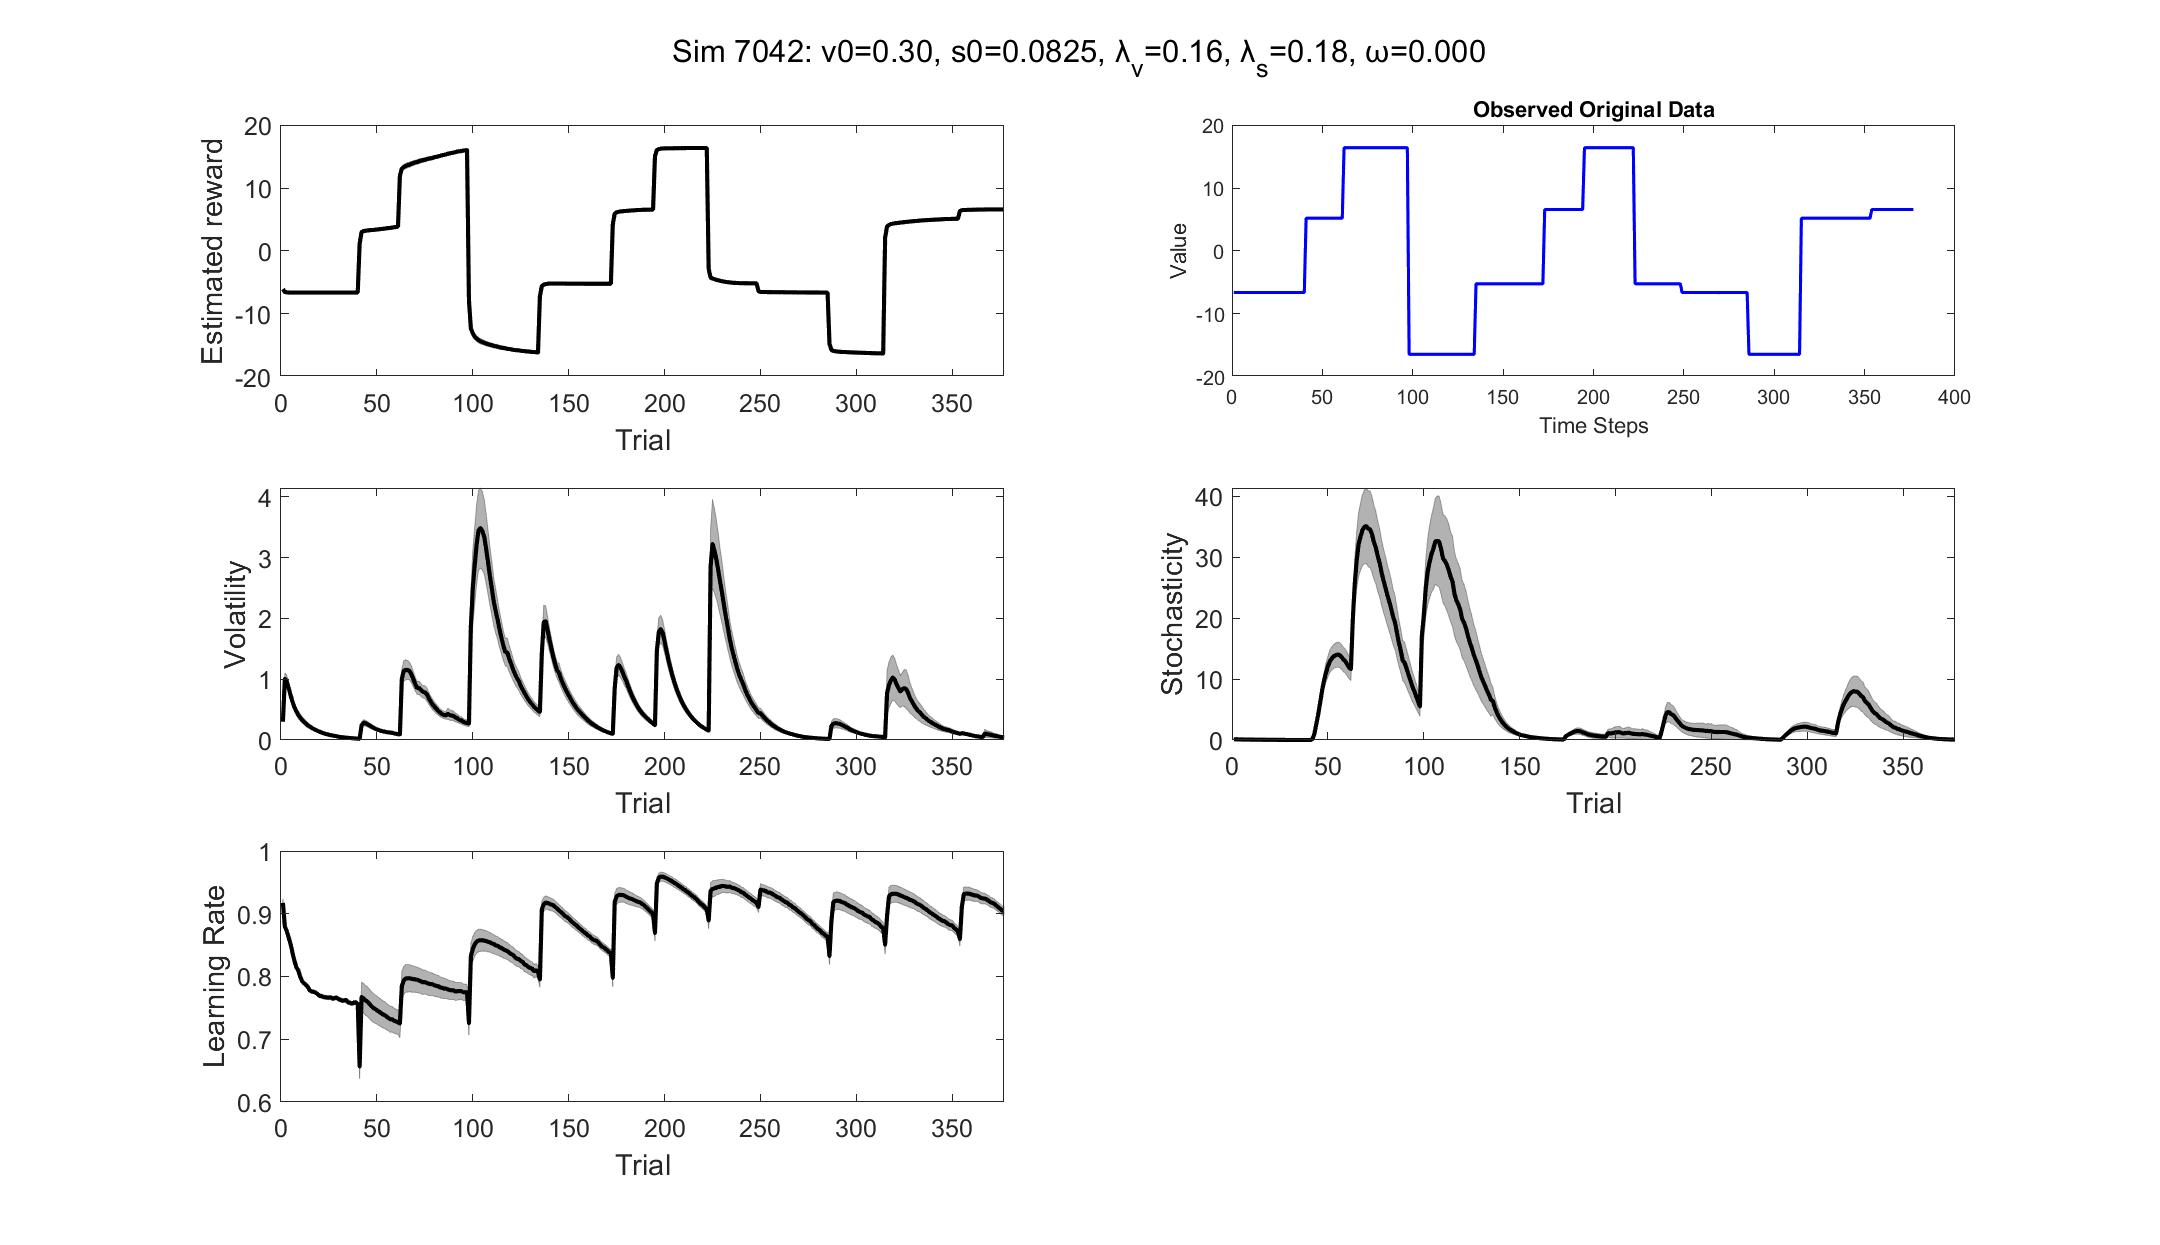 Sim 7042: v0=0.30, s0=0.0825, λv=0.16, λs=0.18, ω=0.000
20
10
0
-10
-20
Estimated reward
0 50 100 150 200 250 300 350
Trial
Observed Original Data
20
10
0
-10
-20
Value
0 50 100 150 200 250 300 350 400
Time Steps
4
3
2
1
0
Volatility
0 50 100 150 200 250 300 350
Trial
40
30
20
10
0
Stochasticity
0 50 100 150 200 250 300 350
Trial
1
0.9
0.8
0.7
0.6
Learning Rate
0 50 100 150 200 250 300 350
Trial